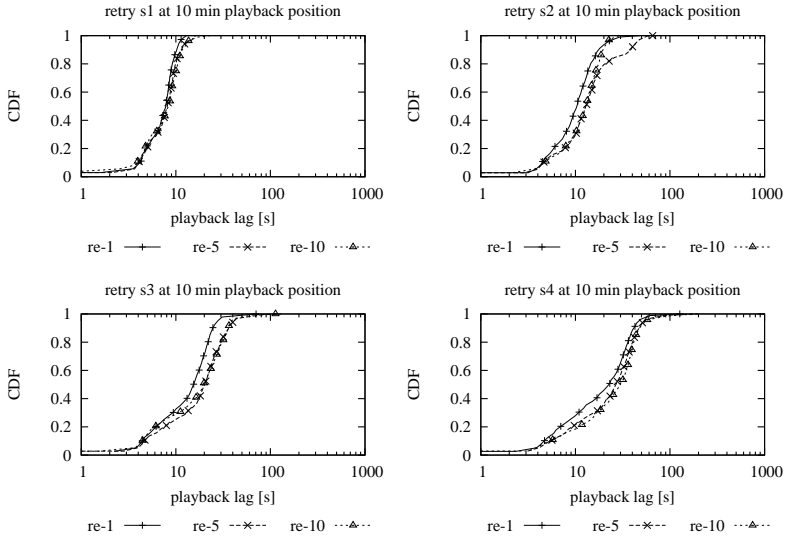 retry s1 at 10 min playback position
1
0.8
0.6
0.4
0.2
0
CDF
1 10 100 1000
playback lag [s]
re-1 re-5 re-10
retry s2 at 10 min playback position
1
0.8
0.6
0.4
0.2
0
CDF
1 10 100 1000
playback lag [s]
re-1 re-5 re-10
retry s3 at 10 min playback position
1
0.8
0.6
0.4
0.2
0
CDF
1 10 100 1000
playback lag [s]
re-1 re-5 re-10
retry s4 at 10 min playback position
1
0.8
0.6
0.4
0.2
0
CDF
1 10 100 1000
playback lag [s]
re-1 re-5 re-10